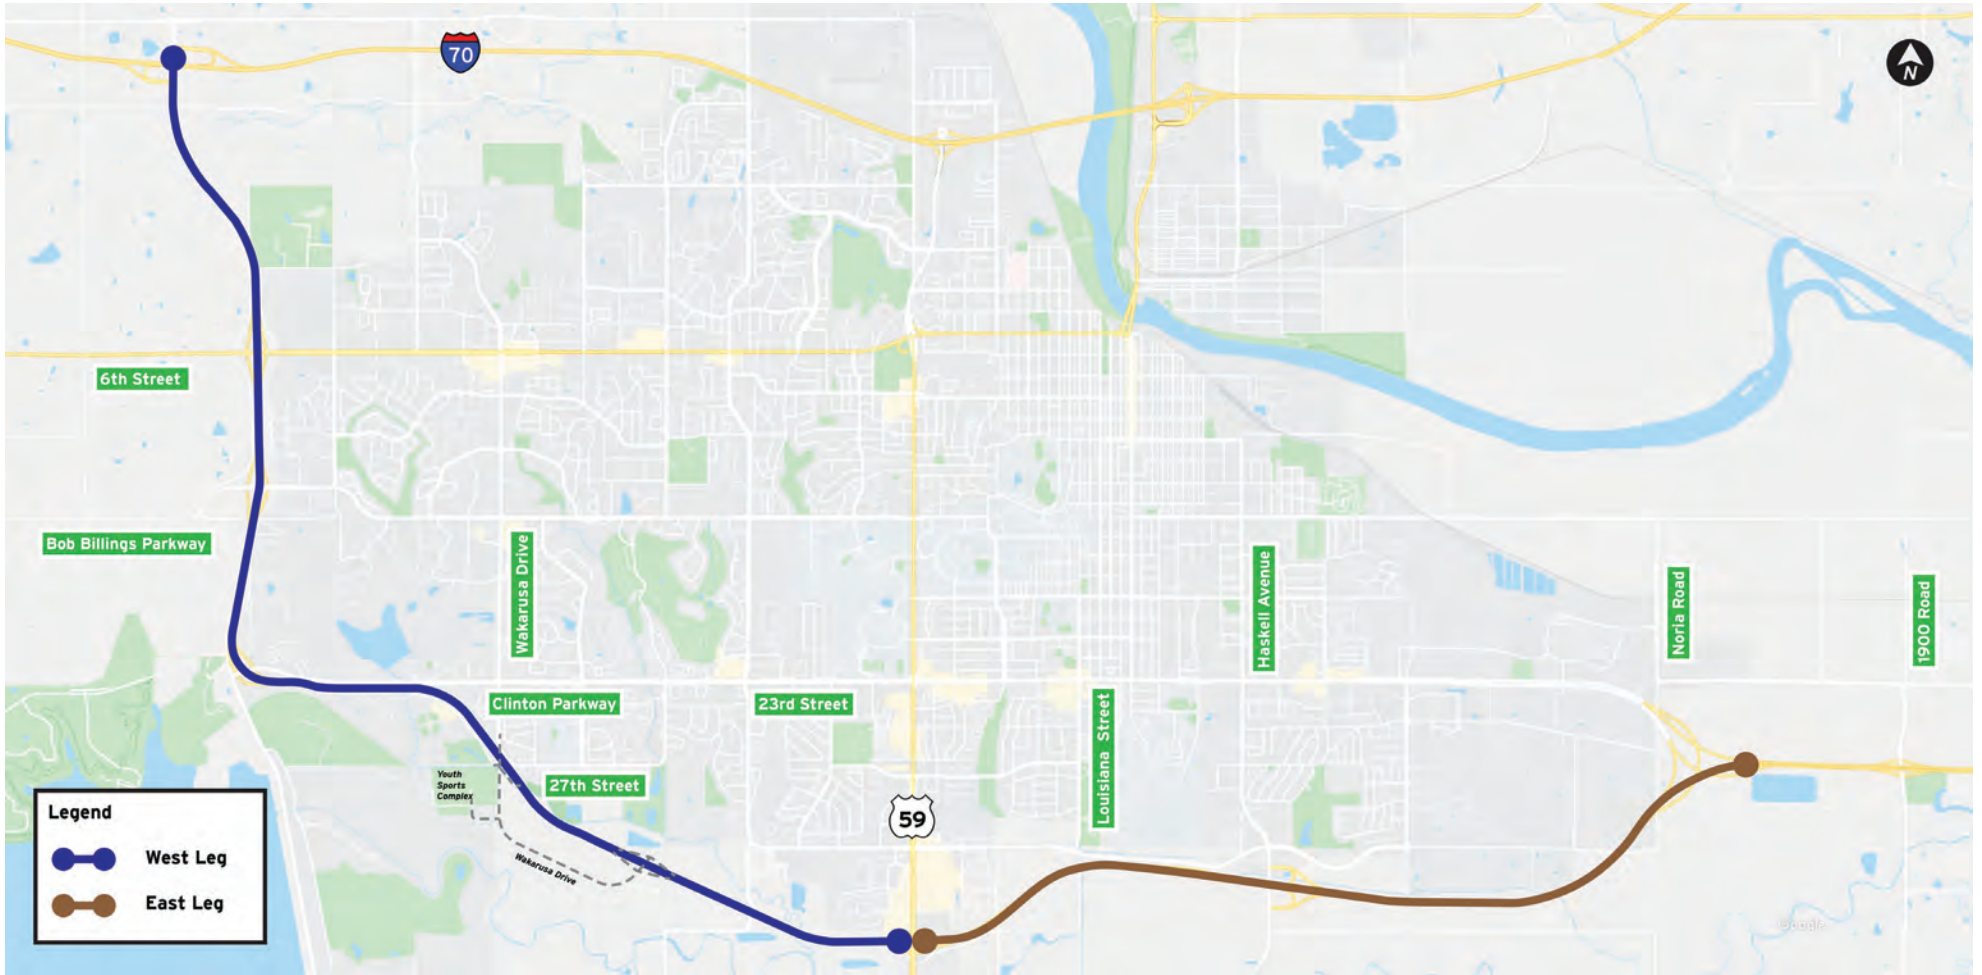 70
N
6th Street
Bob Billings Parkway
Wakarusa Drive
Haskell Avenue
Noria Road
1900 Road
Clinton Parkway
23rd Street
Louisiana Street
Youth
Sports
Complex
27th Street
59
Wakarusa Drive
Legend
West Leg
East Leg
Google